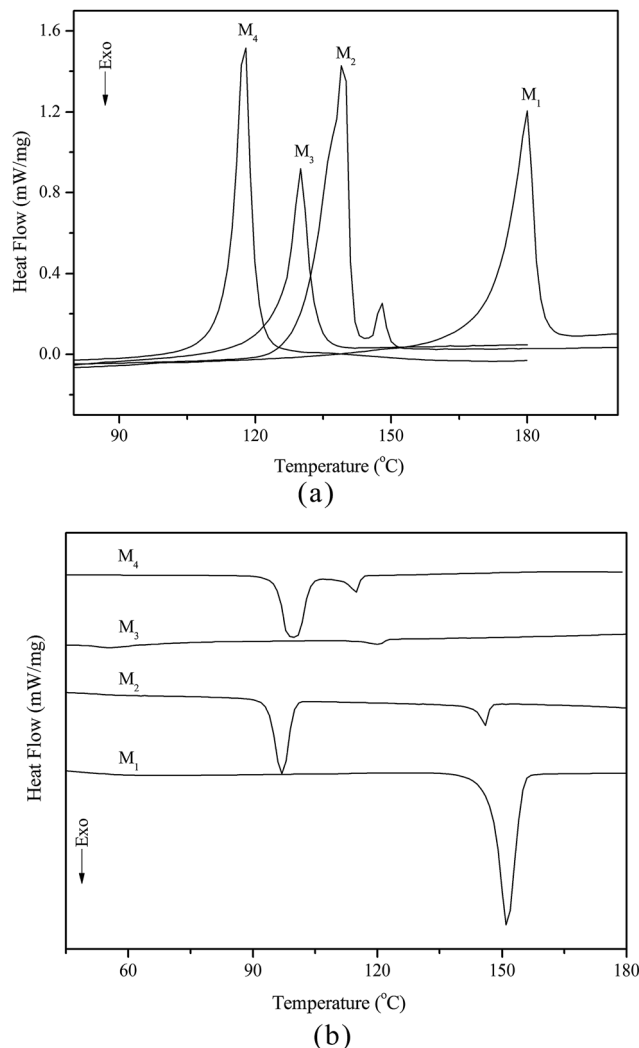 1.6
1.2
0.8
0.4
0.0
Heat Flow (mW/mg)
Exo
M4
M2
M1
M3
90 120 150 180
Temperature (°C)
(a)
M4
M3
M2
M1
Heat Flow (mW/mg)
Exo
60 90 120 150 180
Temperature (°C)
(b)